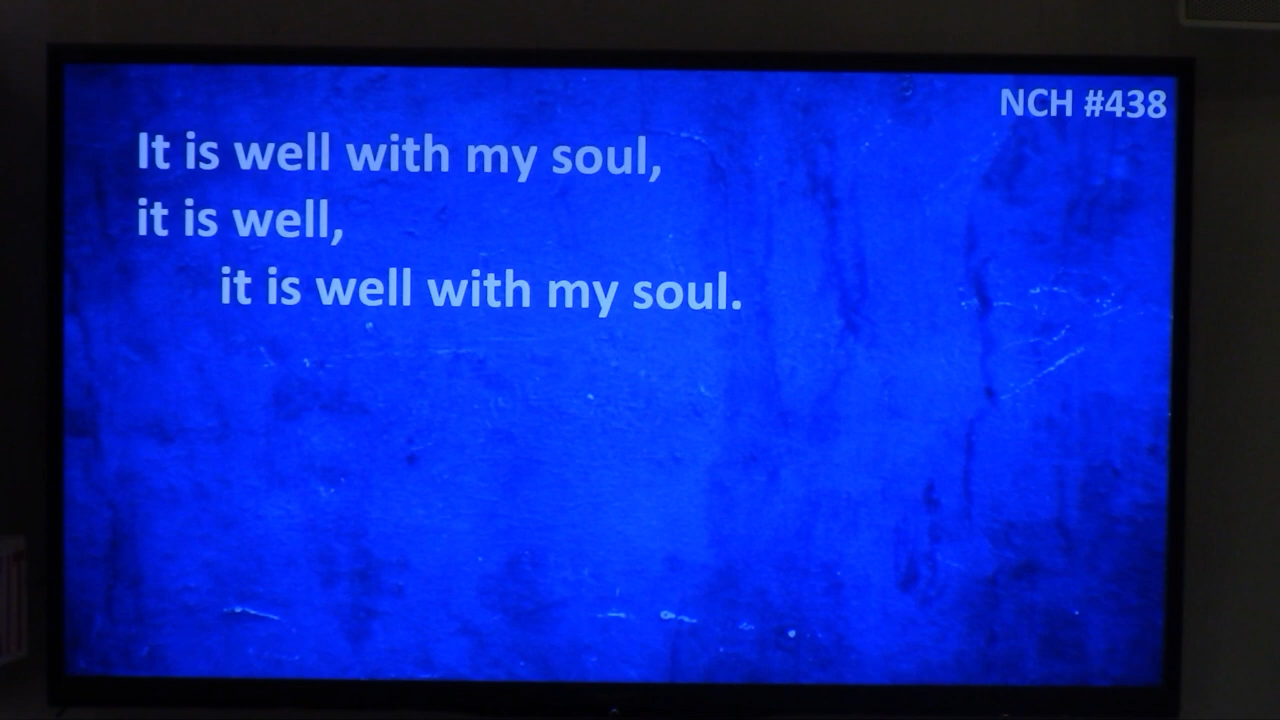 NCH #438
It is well with my soul,
it is well,
it is well with my soul.